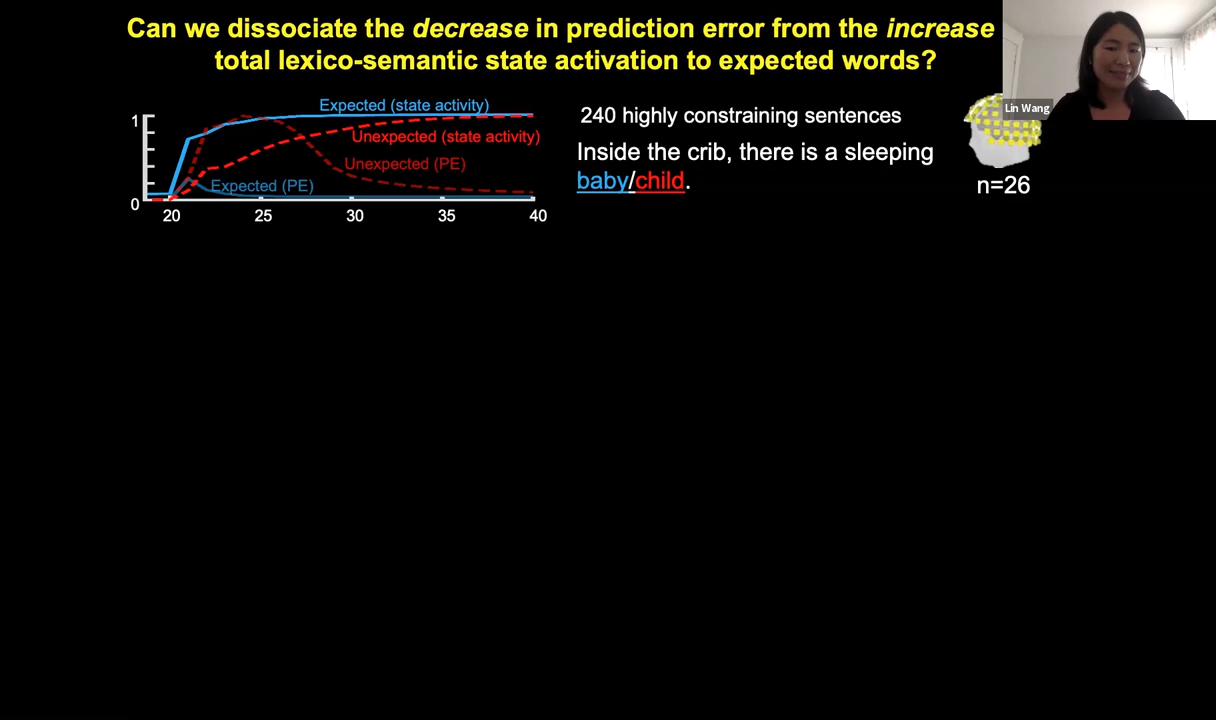 Can we dissociate the decrease in prediction error from the increase
total lexico-semantic state activation to expected words?
Lin Wang
Expected (state activity)
Unexpected (state activity)
Unexpected (PE)
Expected (PE)
1
0
20 25 30 35 40
240 highly constraining sentences
Inside the crib, there is a sleeping
baby/child.
n=26